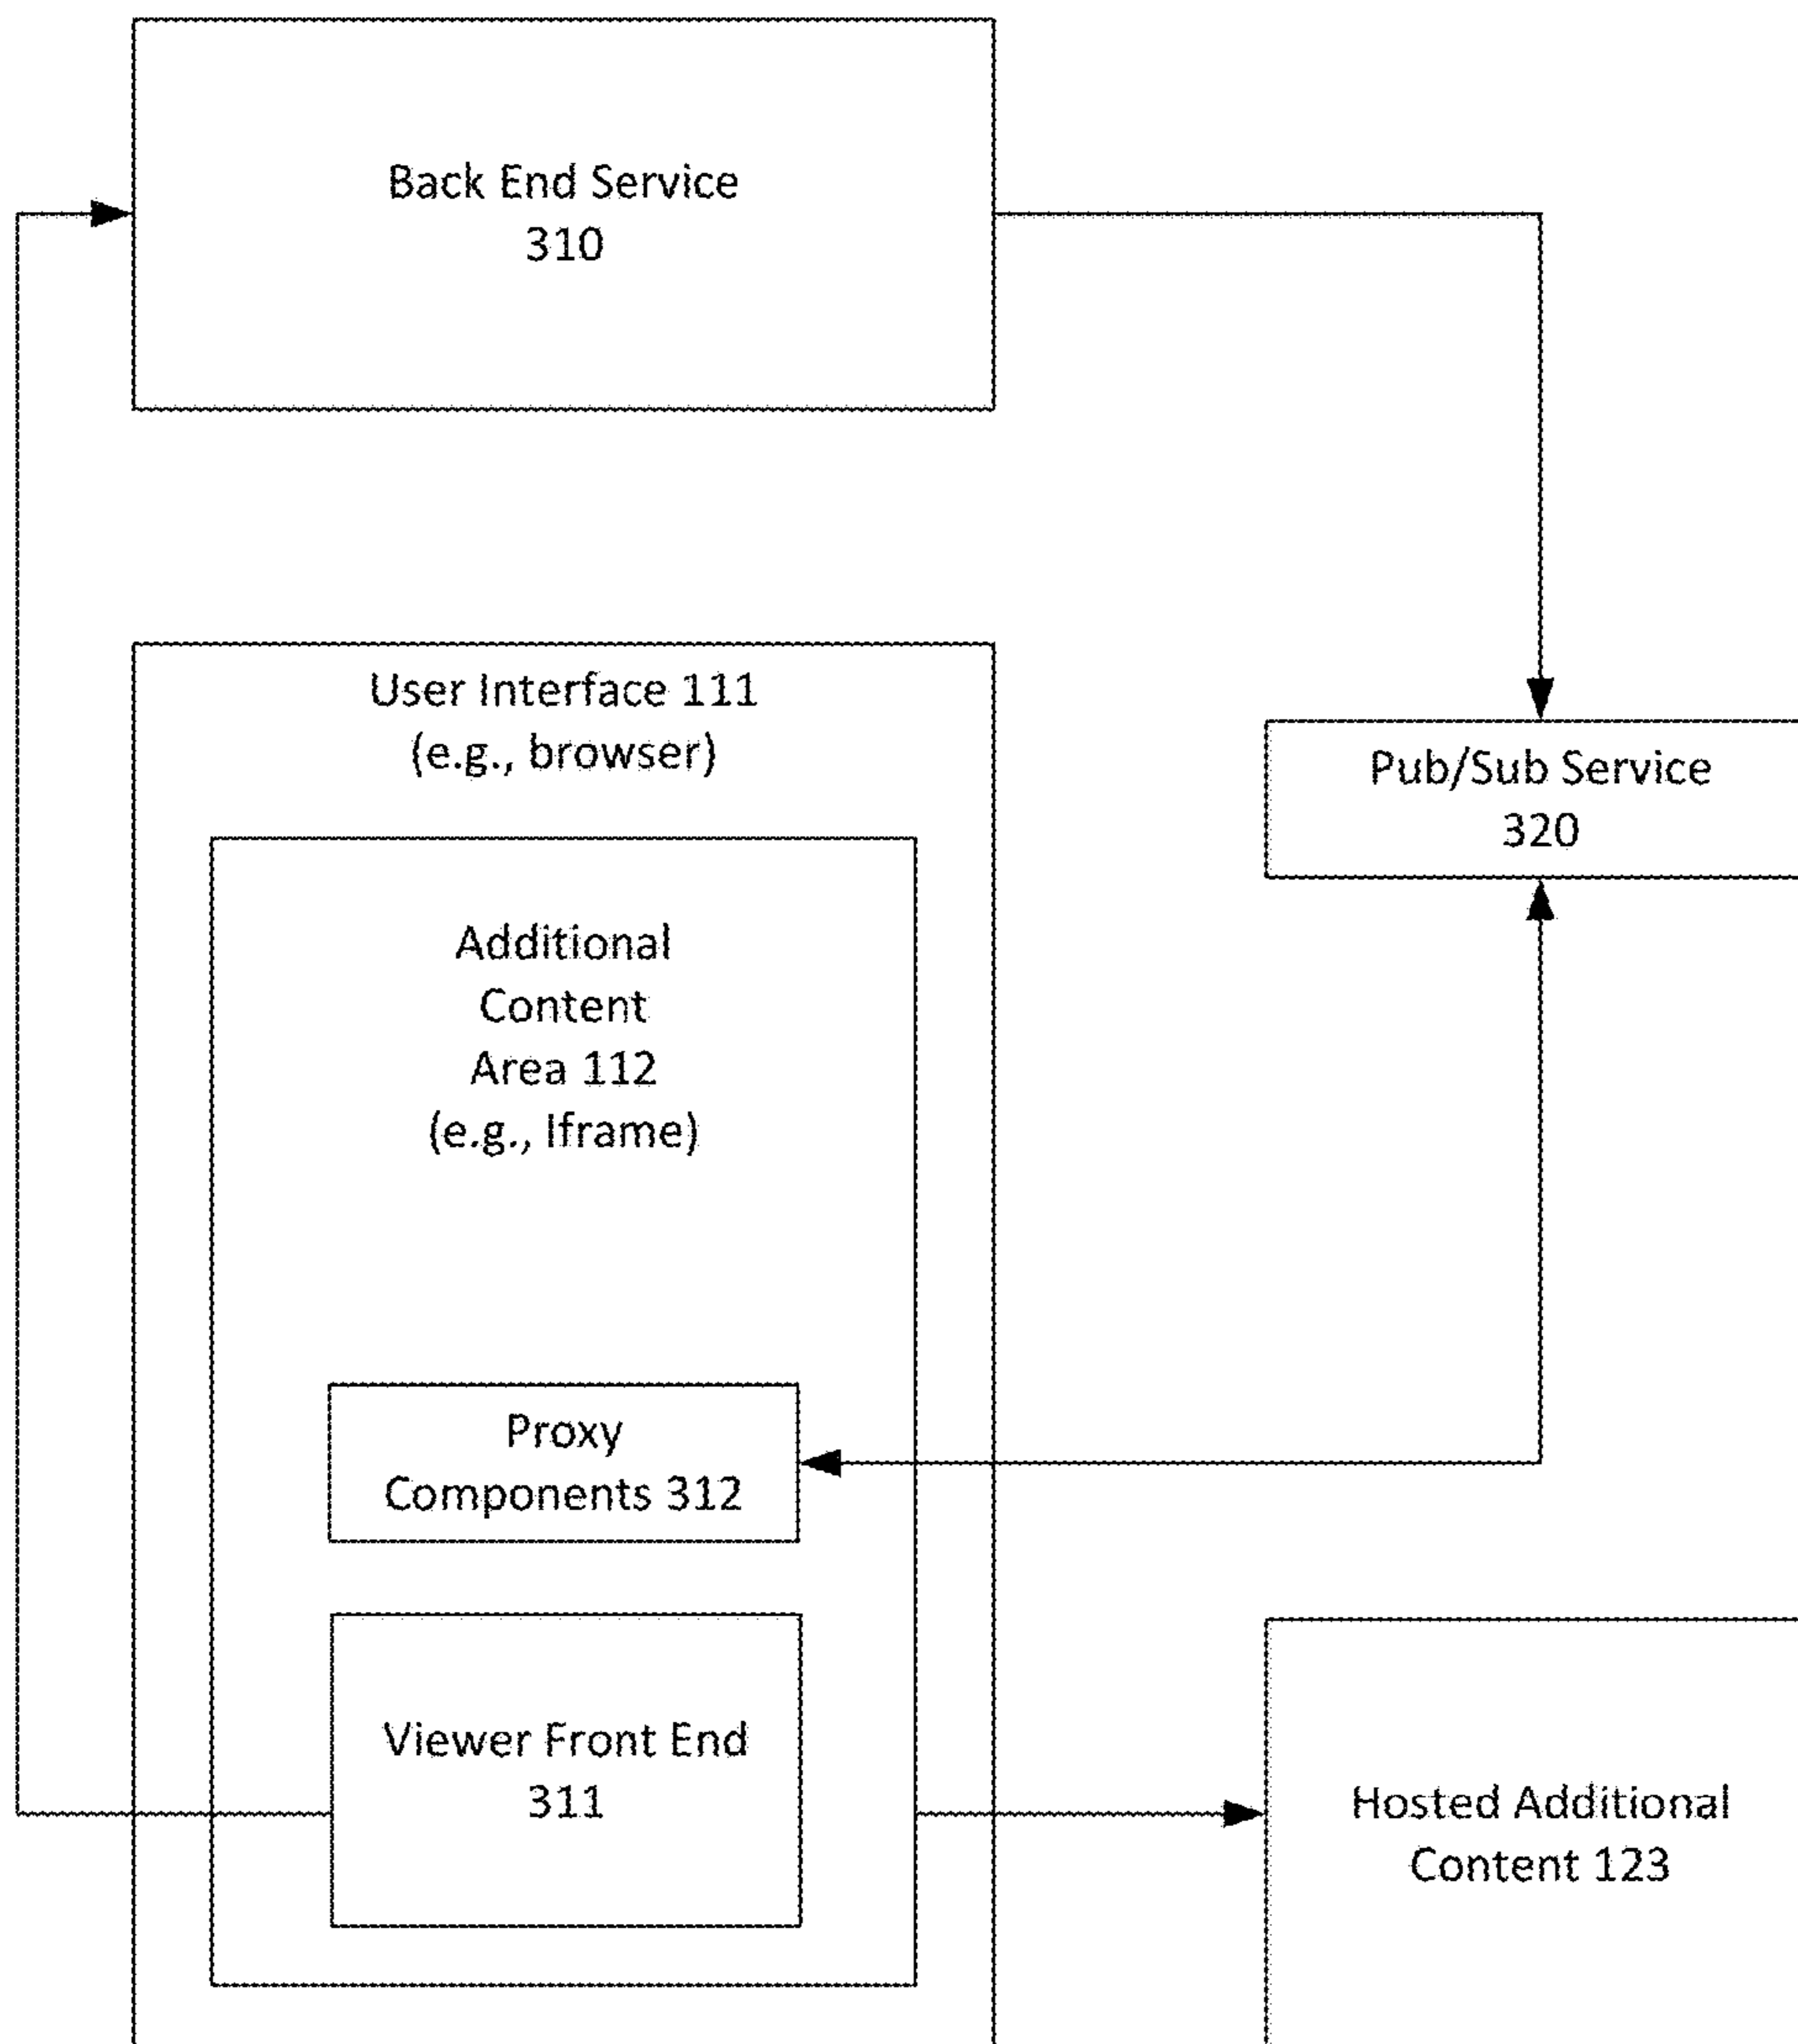 Back End Service
310
User Interface 111
(e.g., browser)
Pub/Sub Service
320
Additional
Content
Area 112
(e.g., Iframe)
Proxy
Components 312
Viewer Front End
311
Hosted Additional
Content 123